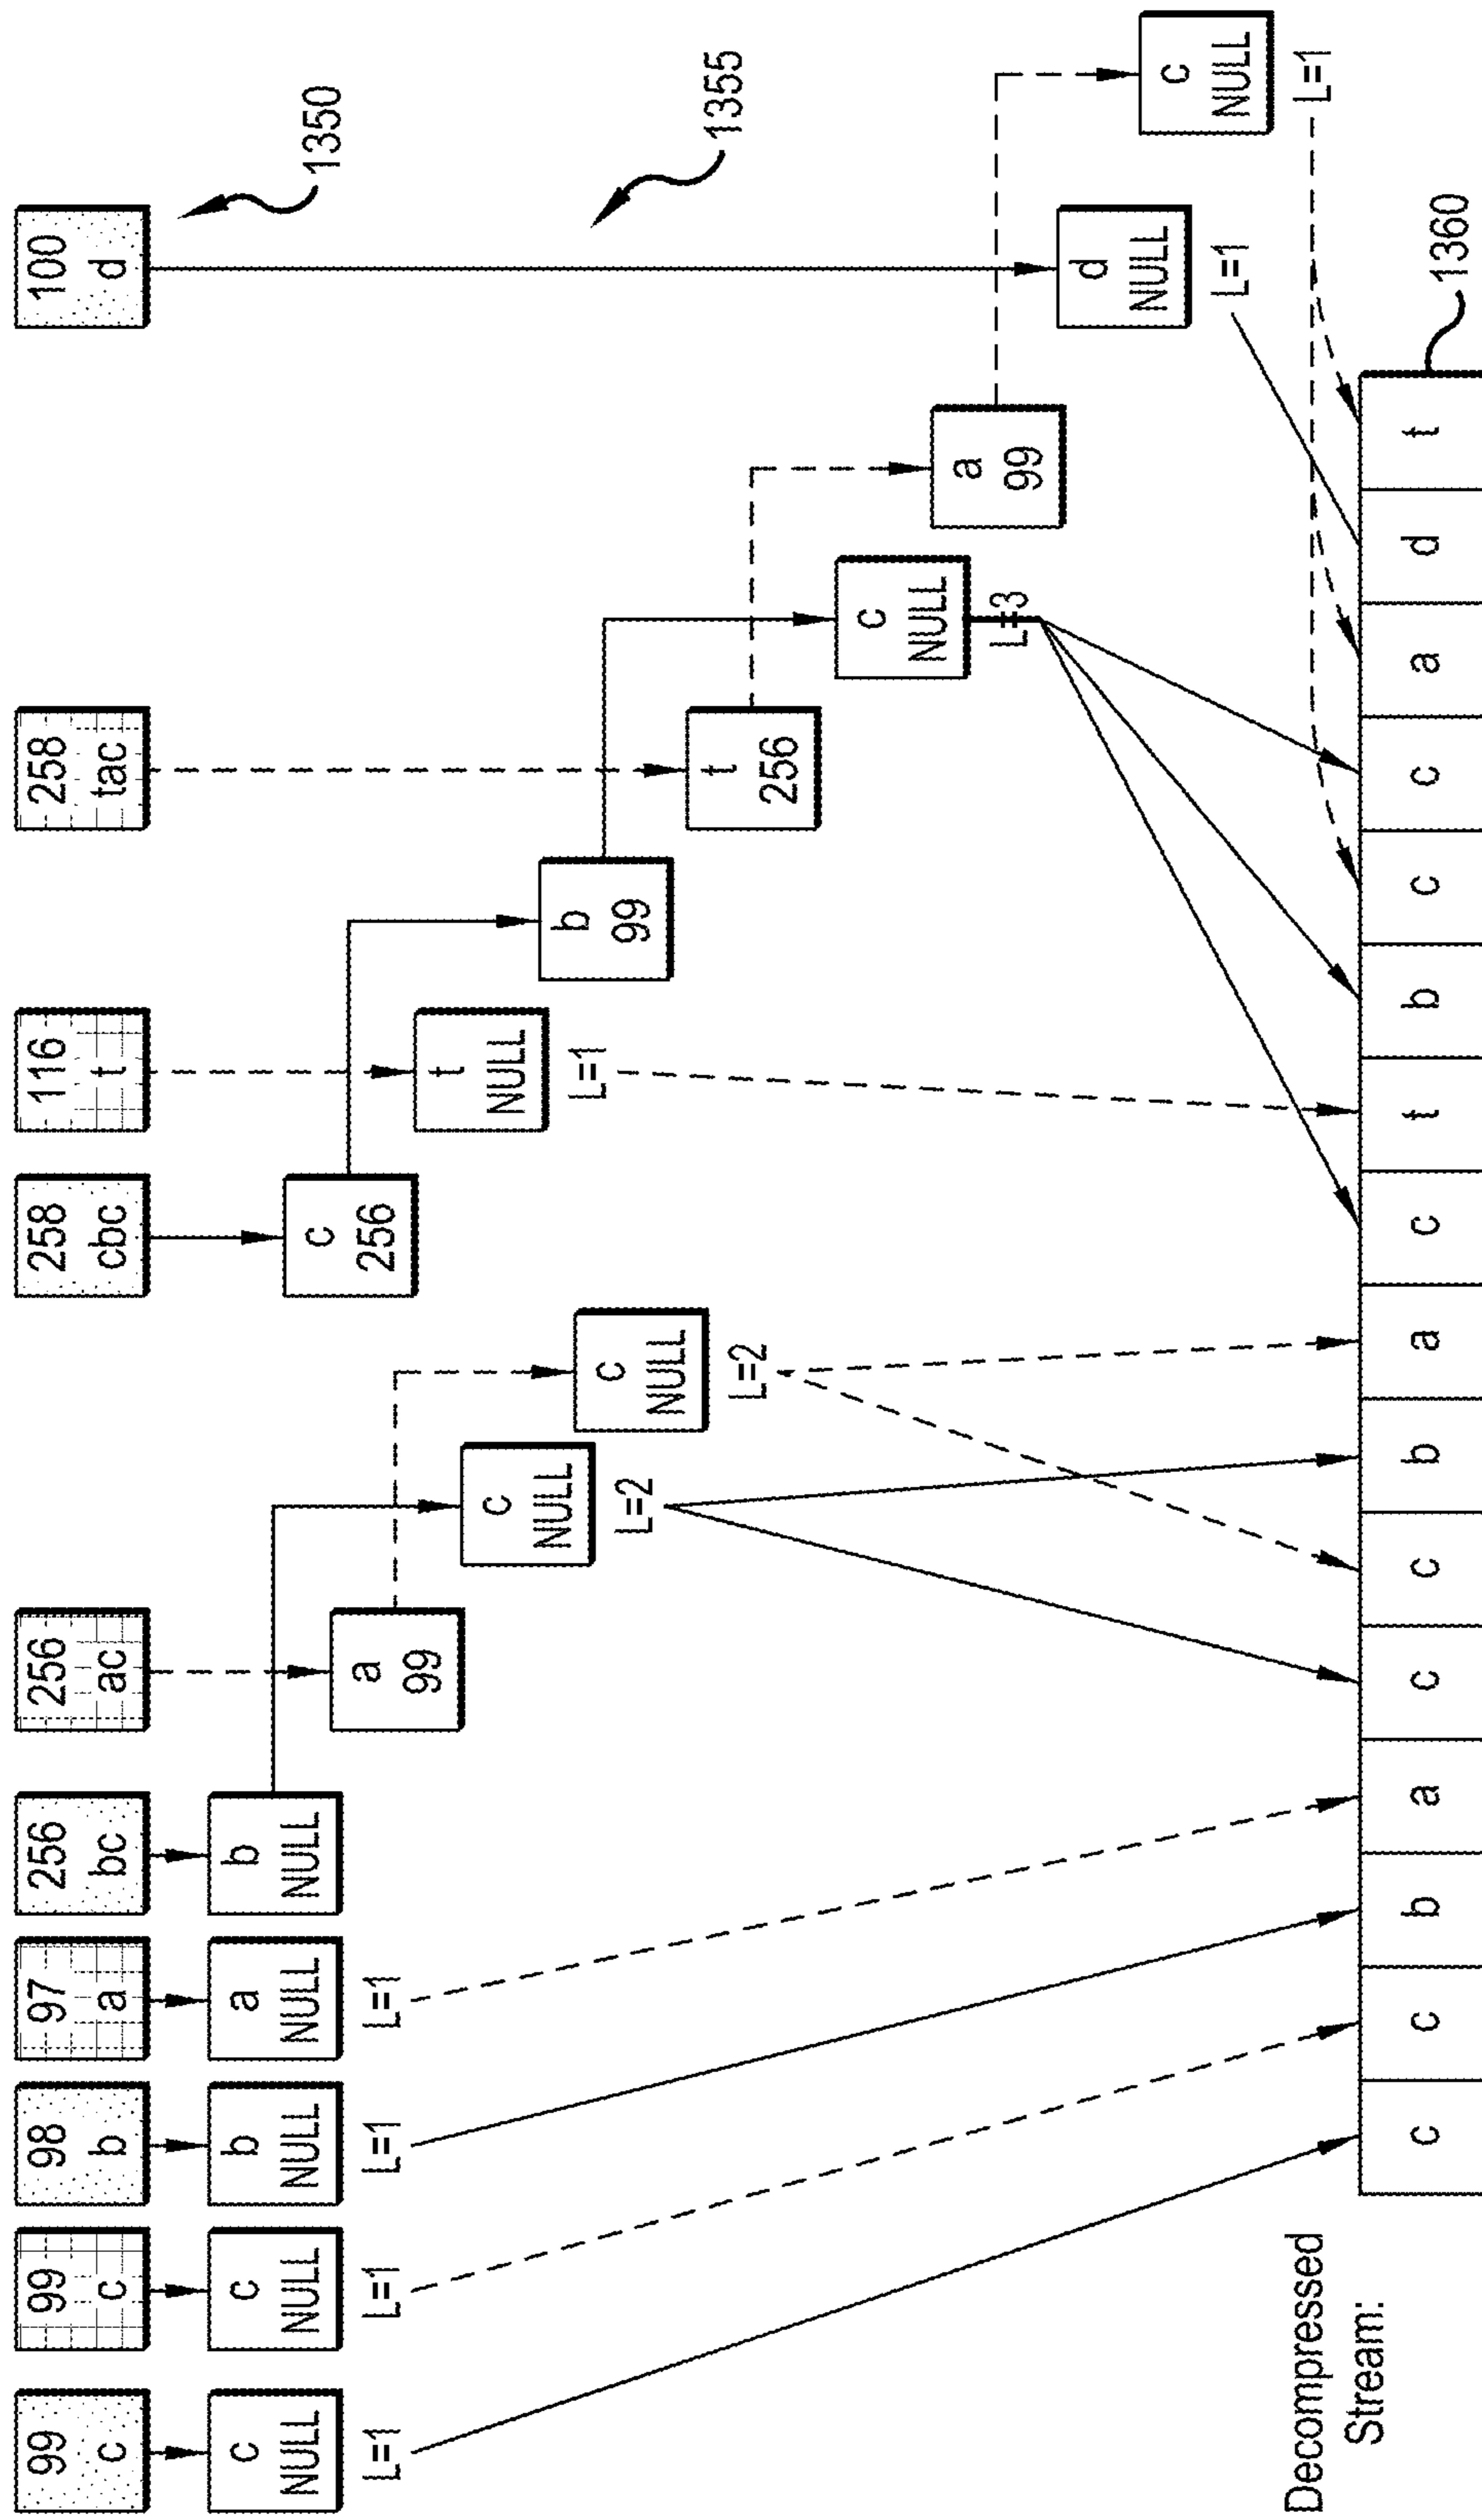 99
c
99
c
98
b
97
a
256
bc
256
ac
258
cbc
116
t
258
tac
100
d
1350
c
NULL
L=1
c
NULL
L=1
b
NULL
L=1
a
NULL
L=1
b
NULL
a
99
c
256
c
NULL
L=2
t
NULL
c
NULL
L=2
L=1
b
99
t
256
1355
c
NULL
L=3
a
99
d
NULL
L=1
c
NULL
L=1
Decompressed
Stream:
c c b a c c b a c t b c c a d t
1360